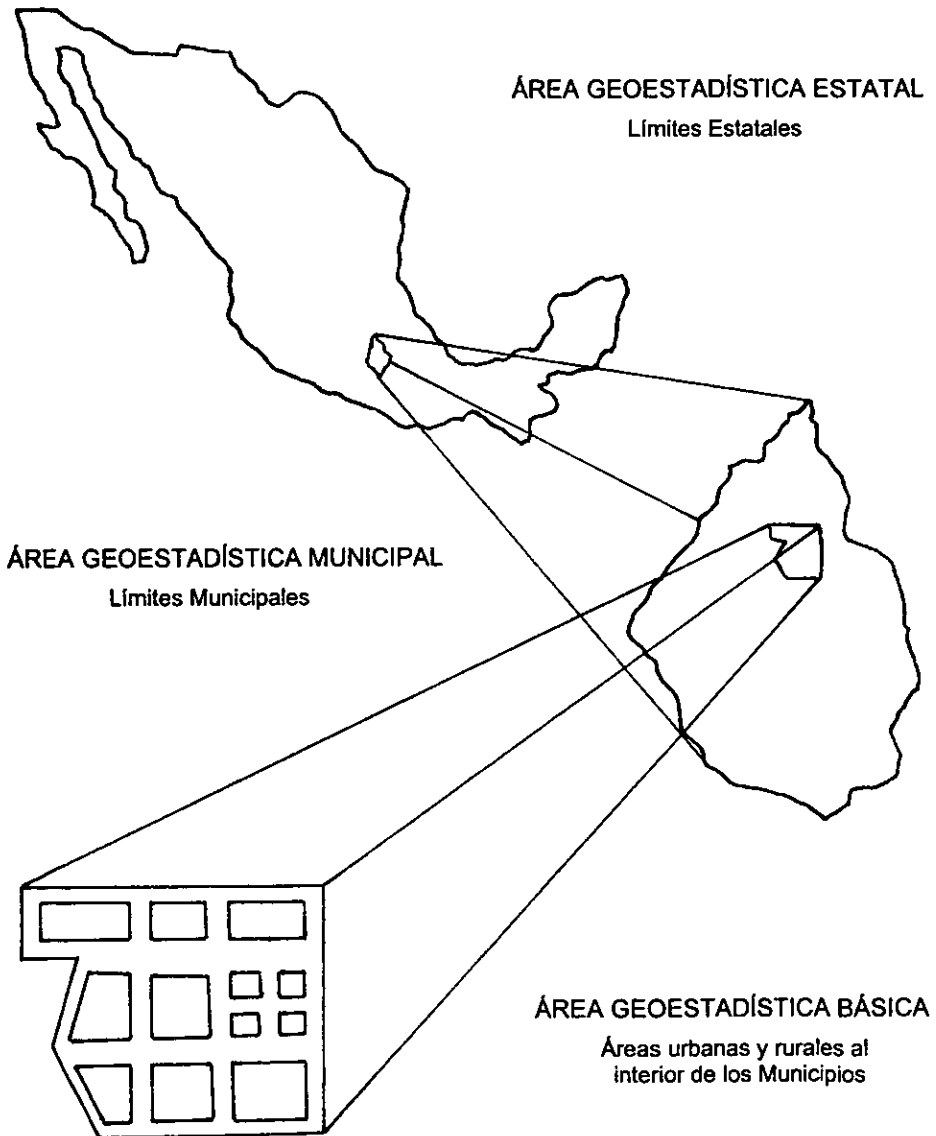 ÁREA GEOESTADÍSTICA ESTATAL
Límites Estatales
ÁREA GEOESTADÍSTICA MUNICIPAL
Límites Municipales
ÁREA GEOESTADÍSTICA BÁSICA
Áreas urbanas y rurales al
interior de los Municipios